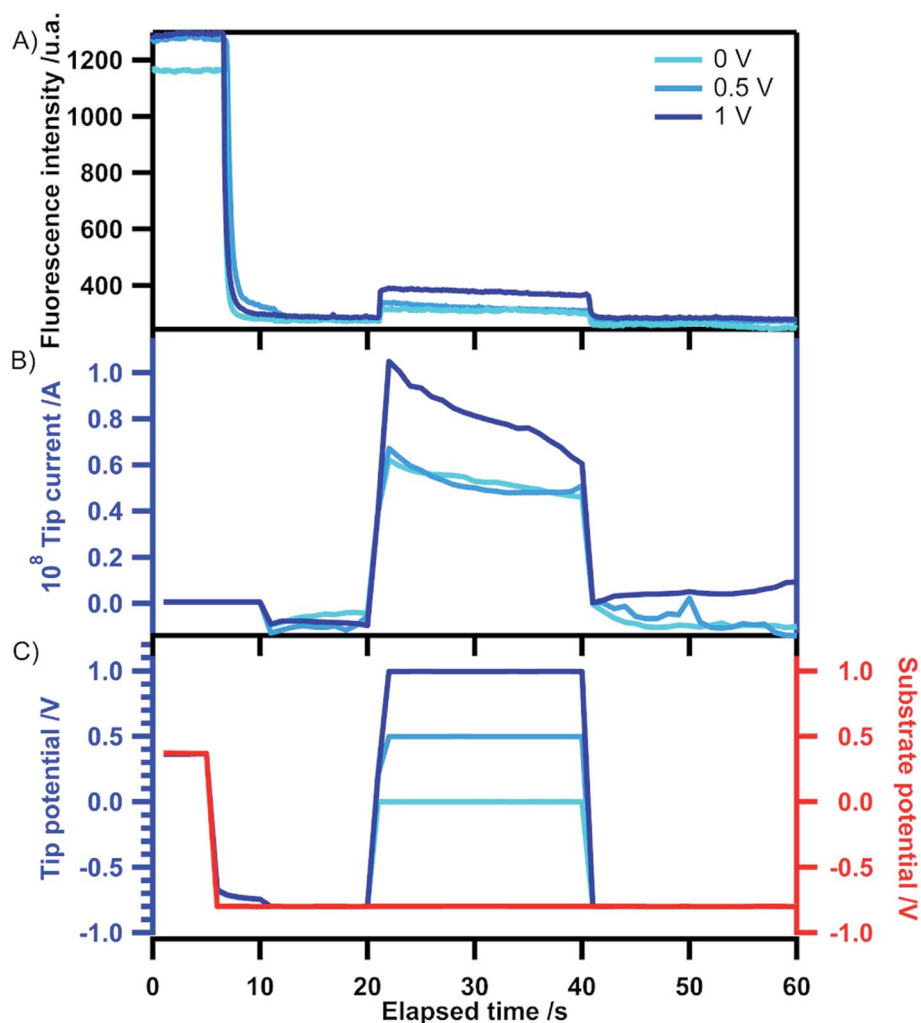 A)
Fluorescence intensity /u.a.
1200
1000
800
600
400
0 V
0.5 V
1 V
B)
10⁸ Tip current /A
1.0
0.8
0.6
0.4
0.2
0.0
C)
Tip potential /V
1.0
0.5
0.0
-0.5
-1.0
1.0
0.5
0.0
-0.5
-1.0
Substrate potential /V
0 10 20 30 40 50 60
Elapsed time /s